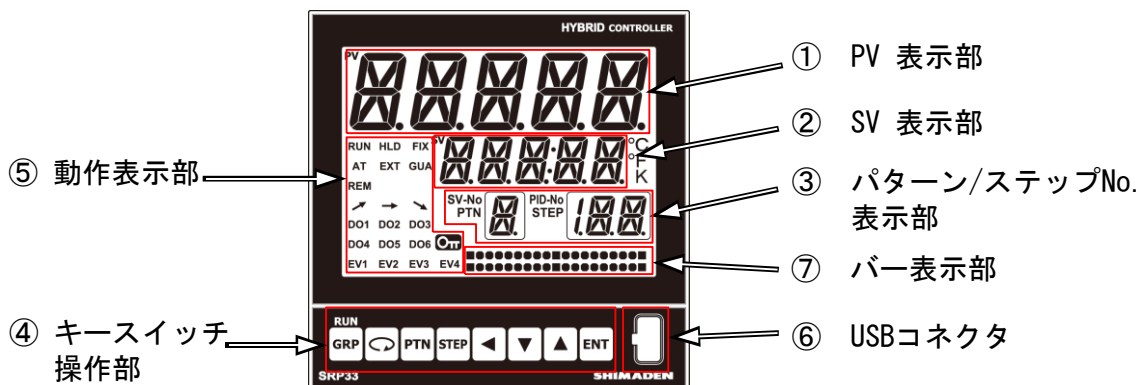 HYBRID CONTROLLER
PV
① PV 表示部
SV
℃
°F
K
② SV 表示部
RUN HLD FIX
AT EXT GUA
REM
⑤ 動作表示部
SV-No
PTN
PID-No
STEP
③ パターン/ステップNo.
表示部
DO1 DO2 DO3
DO4 DO5 DO6
EV1 EV2 EV3 EV4
⑦ バー表示部
④ キースイッチ
操作部
RUN
GRP PTN STEP ENT
⑥ USBコネクタ
SRP33
SHIMADEN